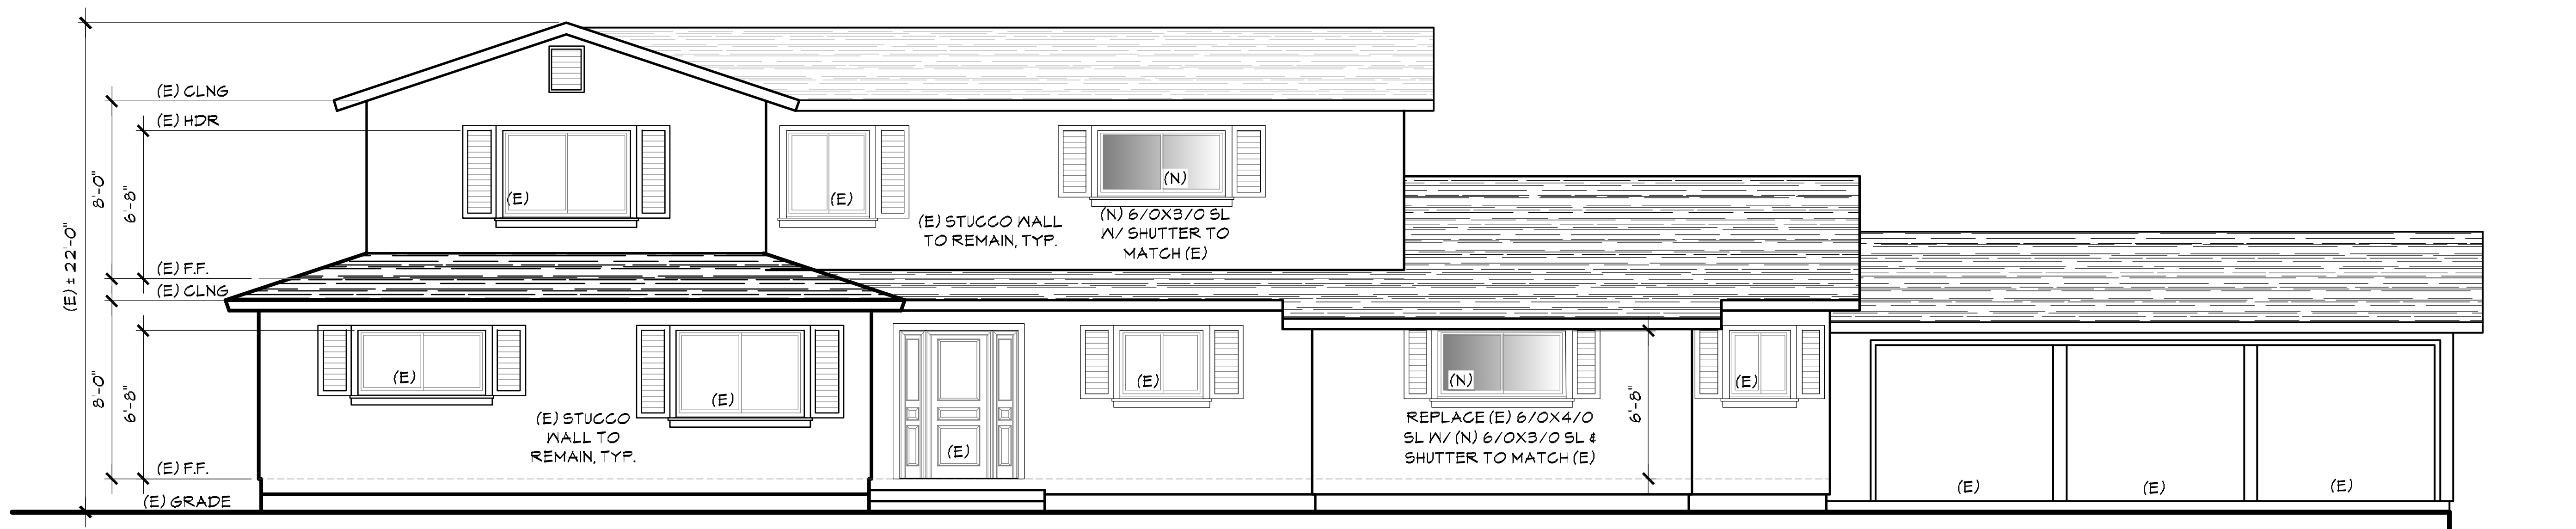 (E) CLNG
(E) HDR
8'-0"
6'-8"
(E) ± 22'-0"
(E) F.F.
(E) CLNG
8'-0"
6'-8"
(E) F.F.
(E) GRADE
(E)
(E)
(N)
(E) STUCCO WALL
TO REMAIN, TYP.
(N) 6/0X3/0 SL
W/ SHUTTER TO
MATCH (E)
(E)
(E)
(E) STUCCO
WALL TO
REMAIN, TYP.
(E)
(E)
(N)
REPLACE (E) 6/0X4/0
SL W/ (N) 6/0X3/0 SL &
SHUTTER TO MATCH (E)
6'-8"
(E)
(E)
(E)
(E)